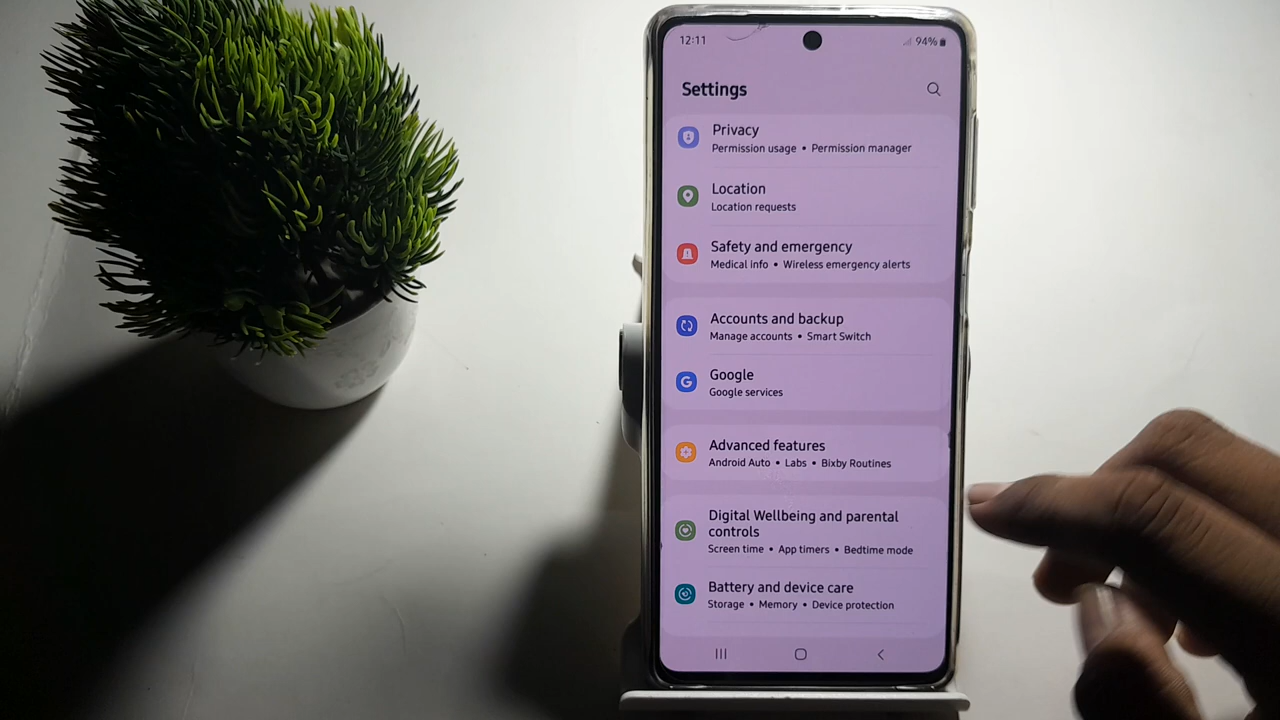 12:11
94%
Settings
Privacy
Permission usage • Permission manager
Location
Location requests
Safety and emergency
Medical info • Wireless emergency alerts
Accounts and backup
Manage accounts • Smart Switch
Google
Google services
Advanced features
Android Auto • Labs • Bixby Routines
Digital Wellbeing and parental
controls
Screen time • App timers • Bedtime mode
Battery and device care
Storage • Memory • Device protection